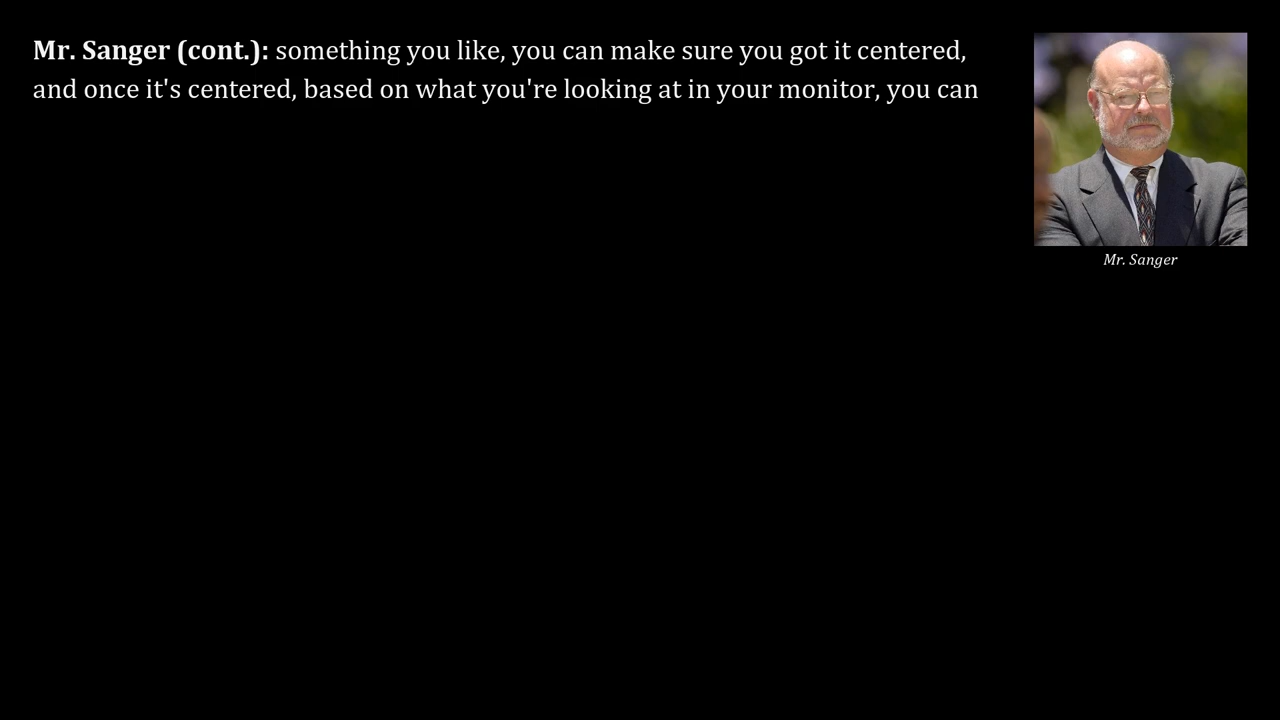 Mr. Sanger (cont.): something you like, you can make sure you got it centered,
and once it's centered, based on what you're looking at in your monitor, you can
Mr. Sanger